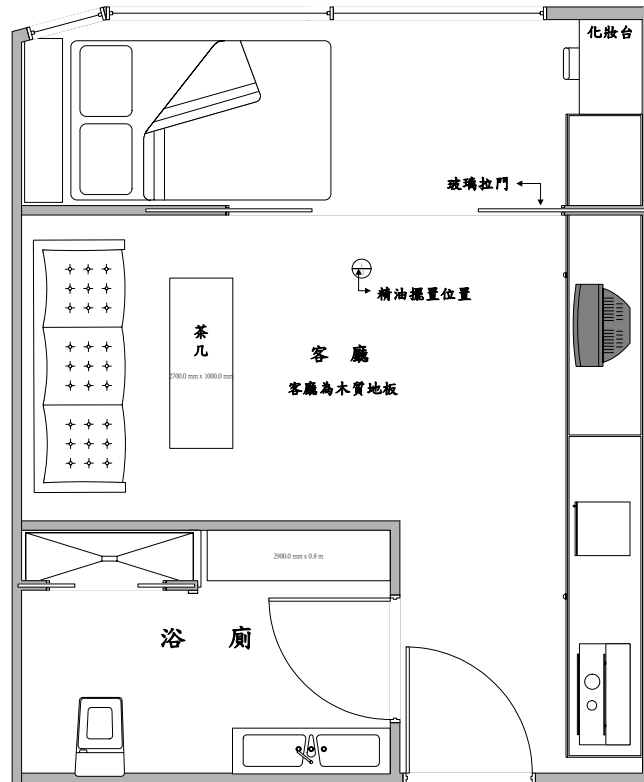 化妝台
玻璃拉門
精油擺置位置
茶
几
2700.0 mm x 1000.0 mm
客 廳
客廳為木質地板
2900.0 mm x 0.8 m
浴 廁